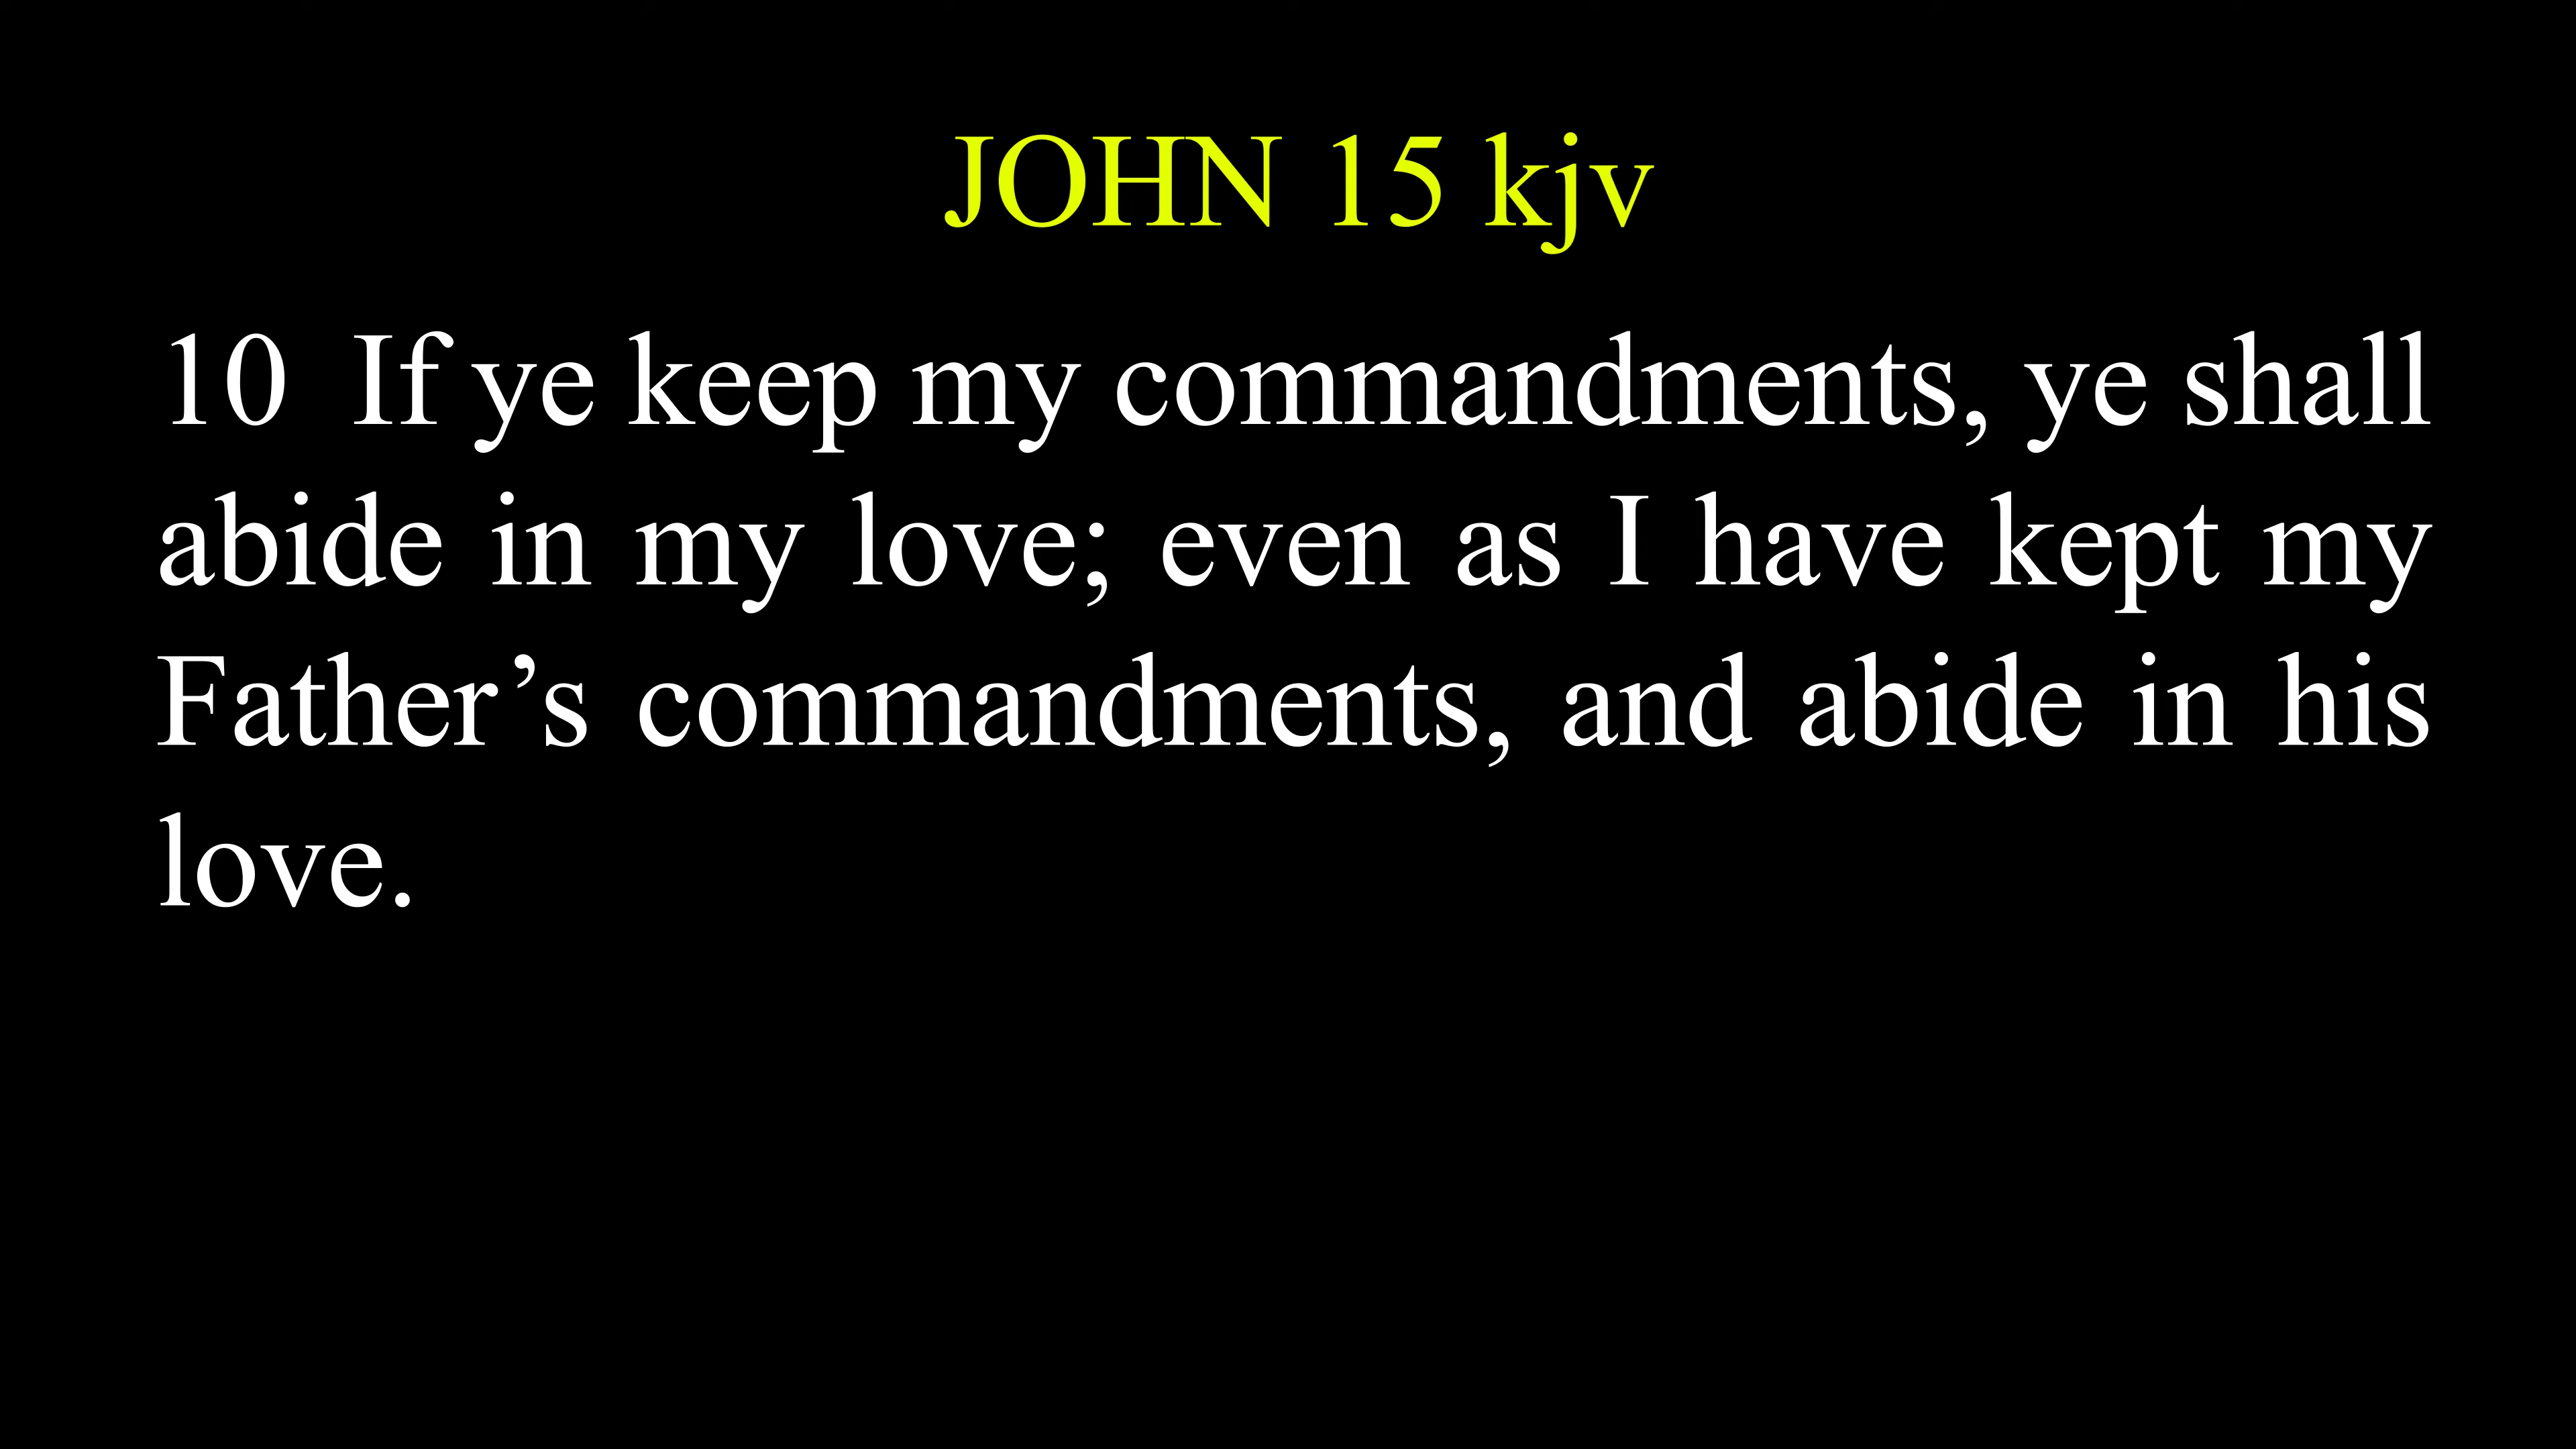 JOHN 15 kjv
10  If ye keep my commandments, ye shall
abide in my love; even as I have kept my
Father’s commandments, and abide in his
love.